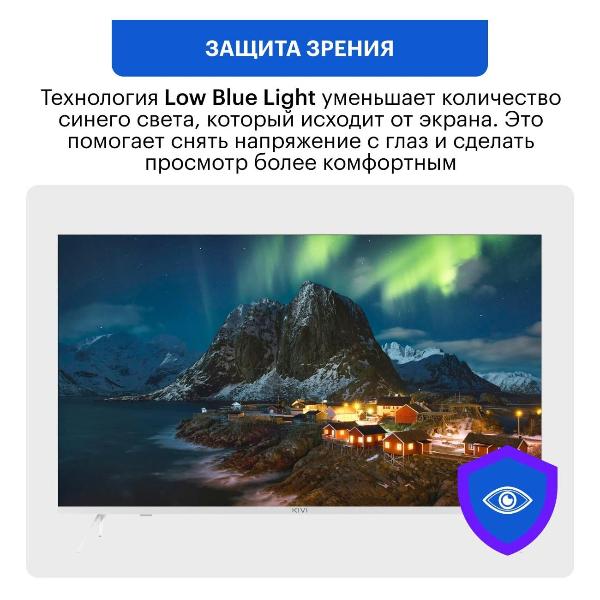 ЗАЩИТА ЗРЕНИЯ
Технология Low Blue Light уменьшает количество
синего света, который исходит от экрана. Это
помогает снять напряжение с глаз и сделать
просмотр более комфортным
KIVI